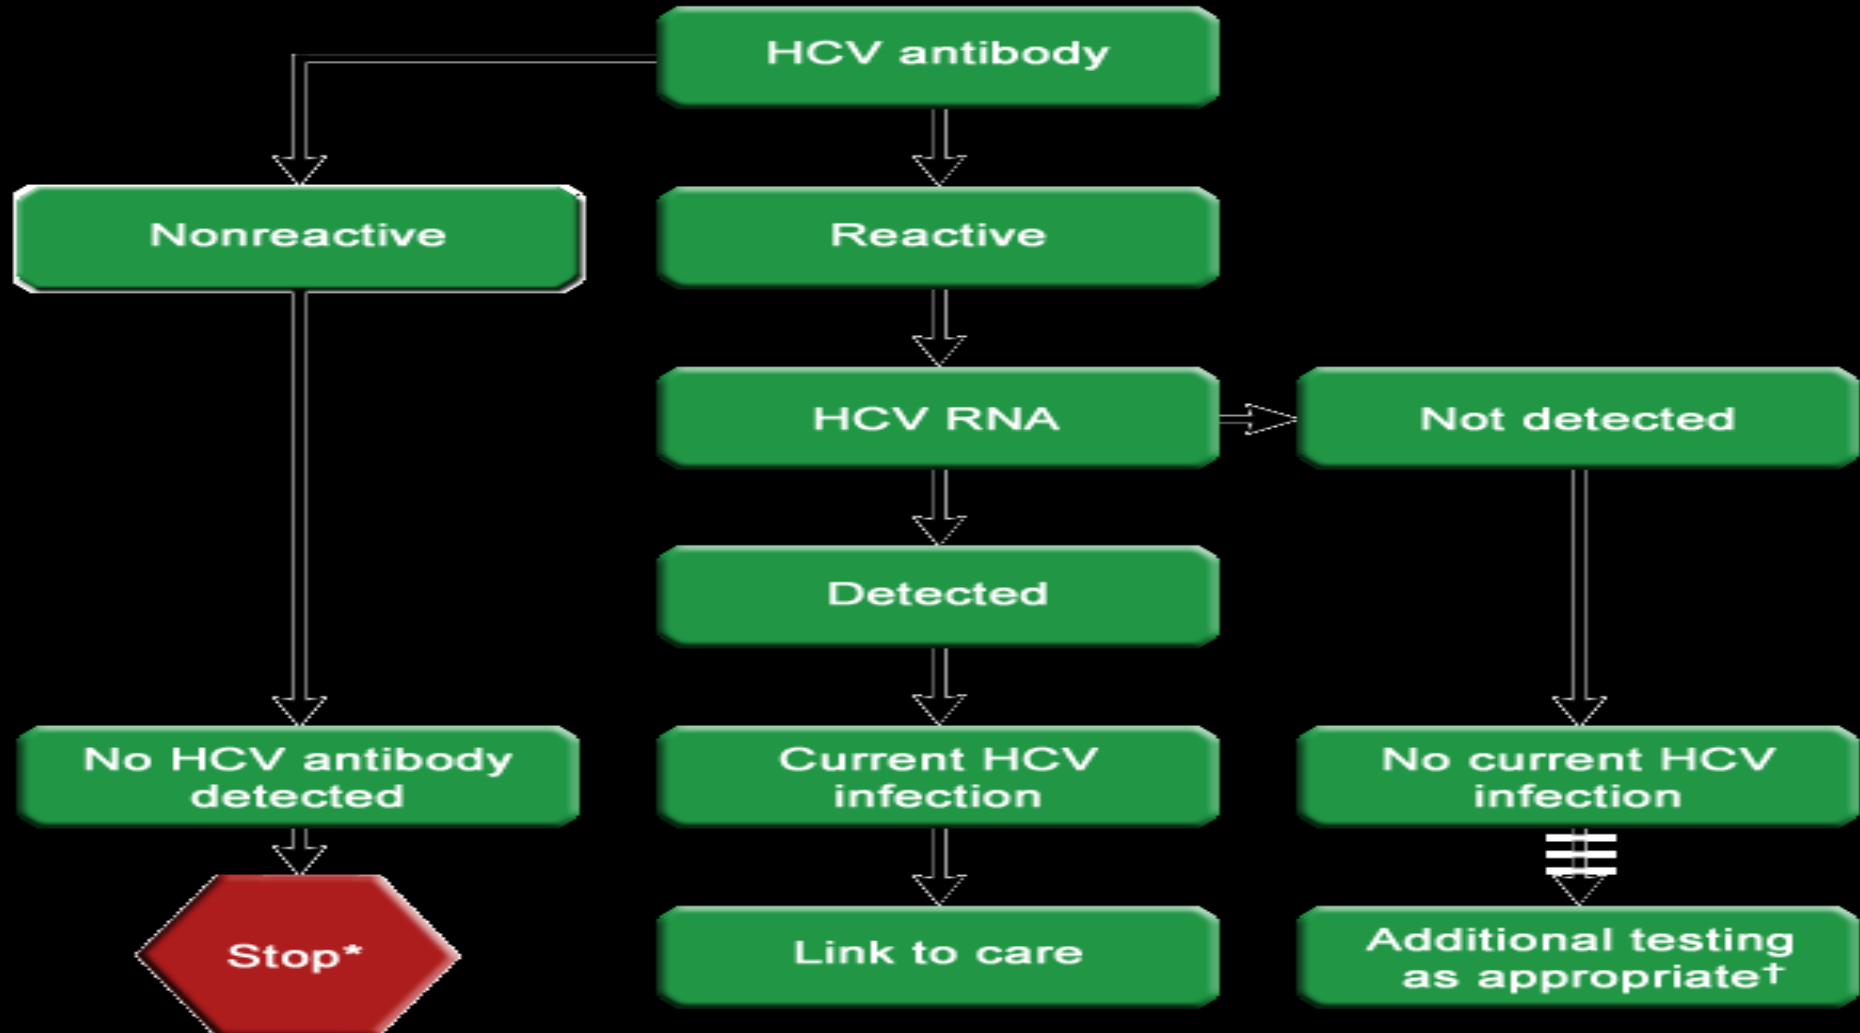 HCV antibody
Nonreactive
Reactive
HCV RNA
Not detected
Detected
No HCV antibody
detected
Current HCV
infection
No current HCV
infection
Stop*
Link to care
Additional testing
as appropriate†